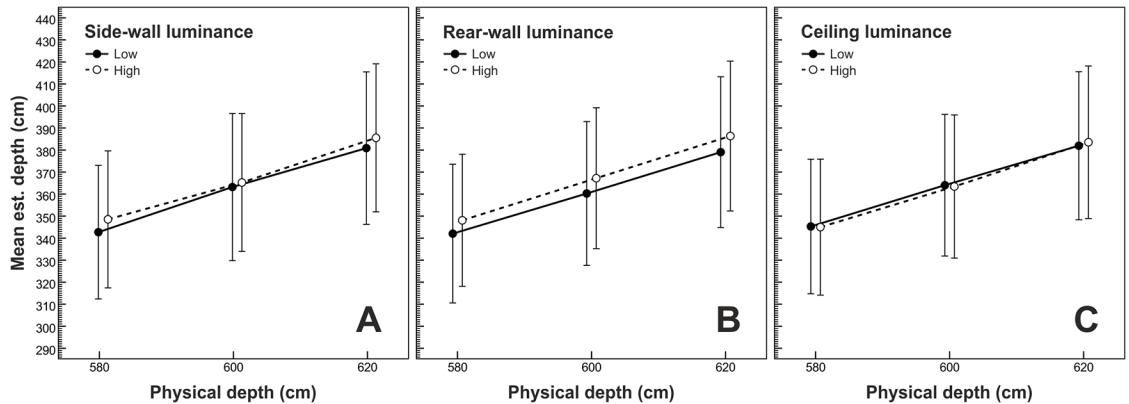 Mean est. depth (cm)
440
430
420
410
400
390
380
370
360
350
340
330
320
310
300
290
Side-wall luminance
Low
High
A
580
600
620
Physical depth (cm)
Rear-wall luminance
Low
High
B
580
600
620
Physical depth (cm)
Ceiling luminance
Low
High
C
580
600
620
Physical depth (cm)